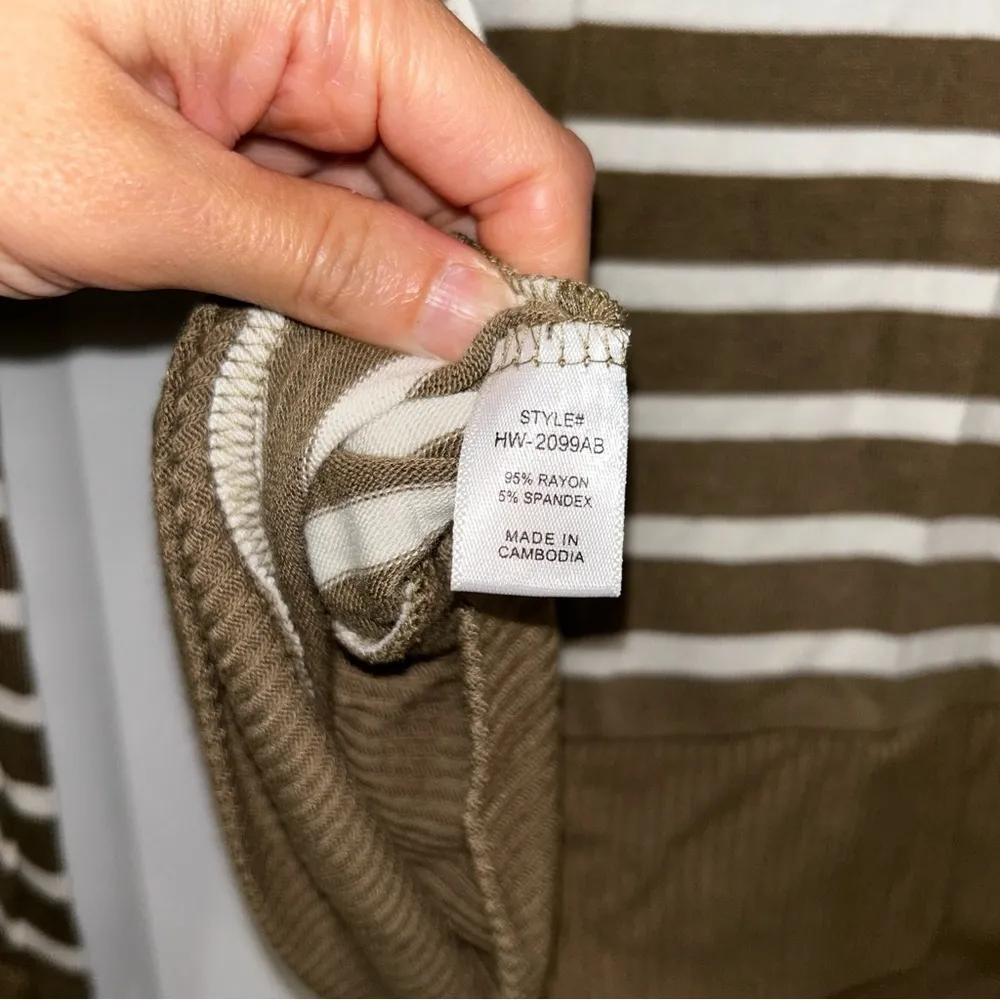 STYLE#
HW-2099AB
95% RAYON
5% SPANDEX
MADE IN
CAMBODIA